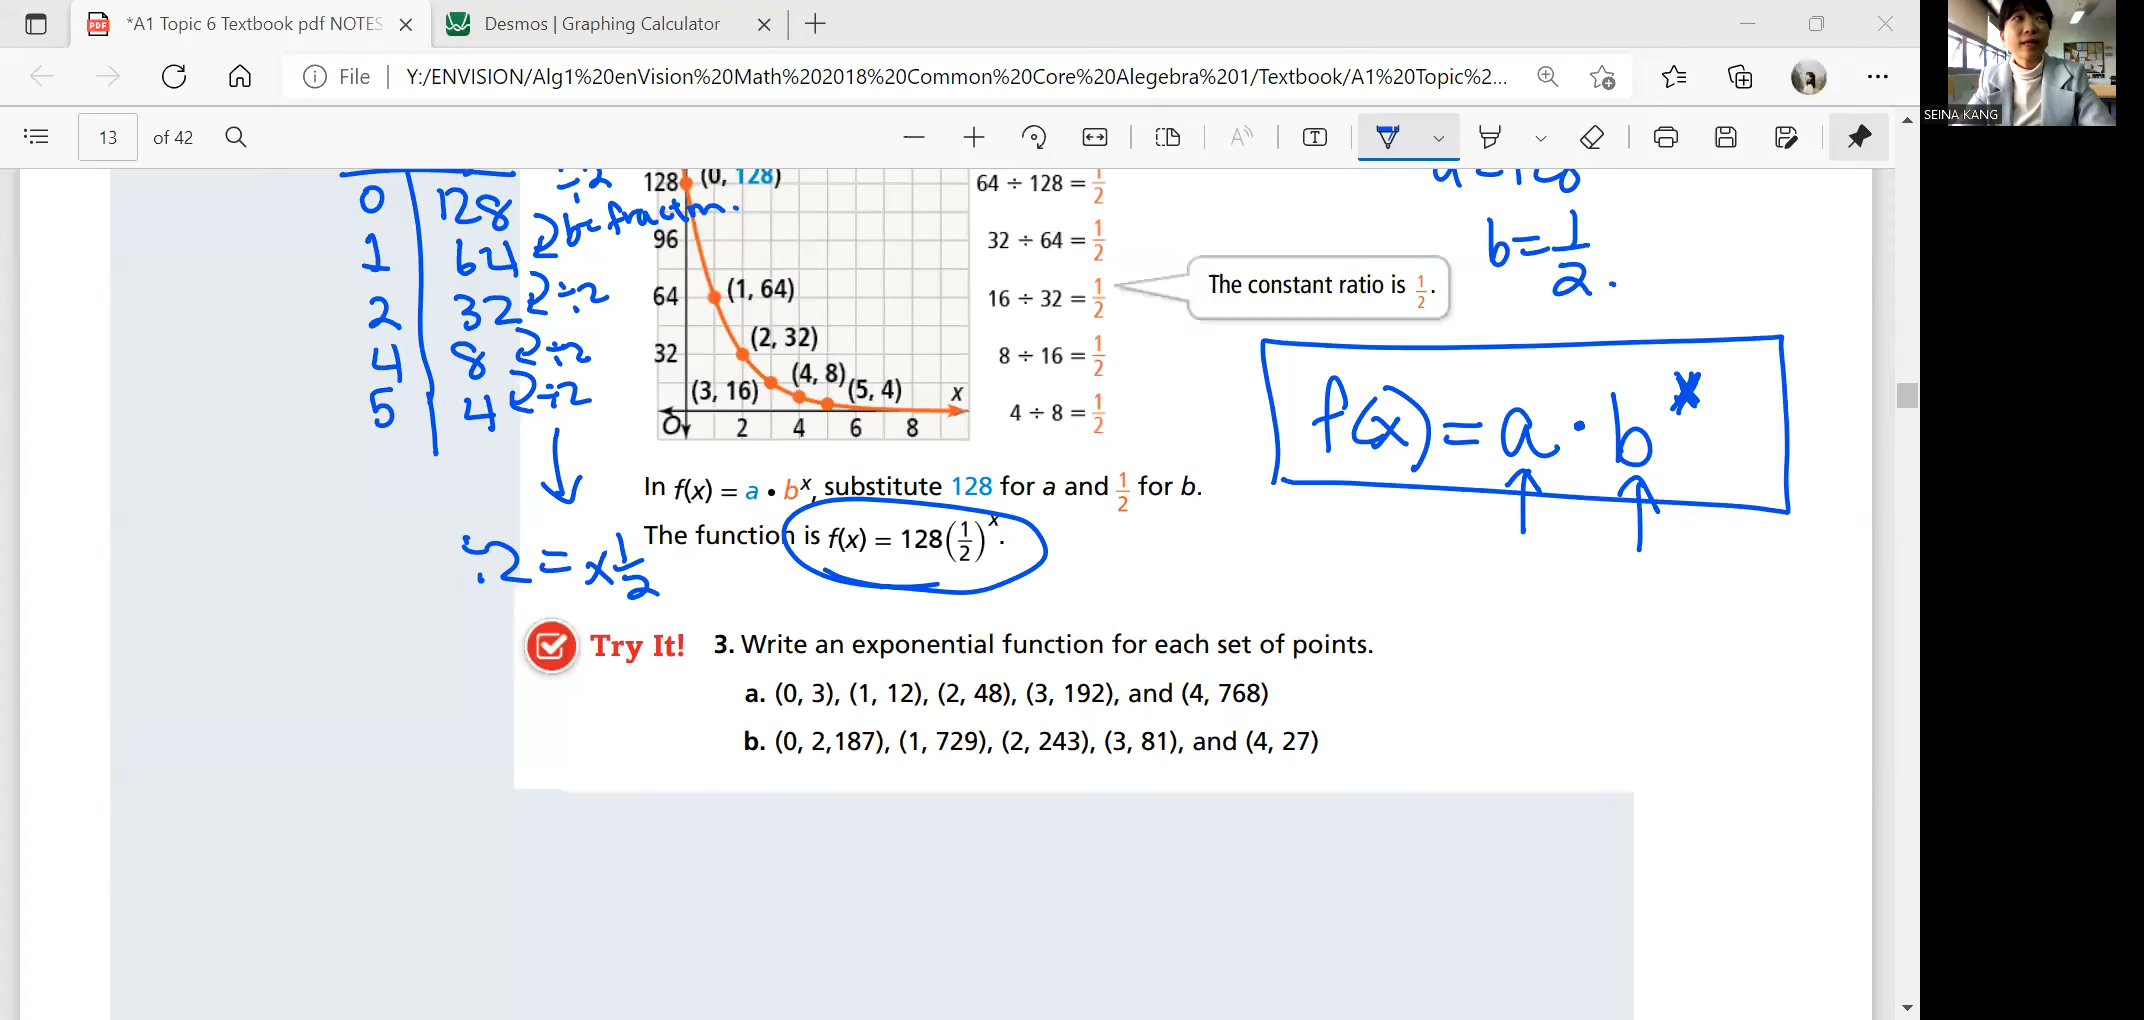 *A1 Topic 6 Textbook pdf NOTES
Desmos | Graphing Calculator
File
Y:/ENVISION/Alg1%20enVision%20Math%202018%20Common%20Core%20Alegebra%201/Textbook/A1%20Topic%2...
SEINA KANG
13 of 42
0 128 ÷2
1 64 be fraction.
2 32 ÷2
4 8 ÷2
5 4 ÷2
÷2 = x 1/2
128 (0, 128)
96
64 (1, 64)
32 (2, 32)
(3, 16) (4, 8) (5, 4) x
O 2 4 6 8
64 ÷ 128 = 1/2
32 ÷ 64 = 1/2
16 ÷ 32 = 1/2
8 ÷ 16 = 1/2
4 ÷ 8 = 1/2
The constant ratio is 1/2.
a = 128
b = 1/2.
f(x) = a · b^x
In f(x) = a • b^x, substitute 128 for a and 1/2 for b.
The function is f(x) = 128(1/2)^x.
Try It! 3. Write an exponential function for each set of points.
a. (0, 3), (1, 12), (2, 48), (3, 192), and (4, 768)
b. (0, 2,187), (1, 729), (2, 243), (3, 81), and (4, 27)